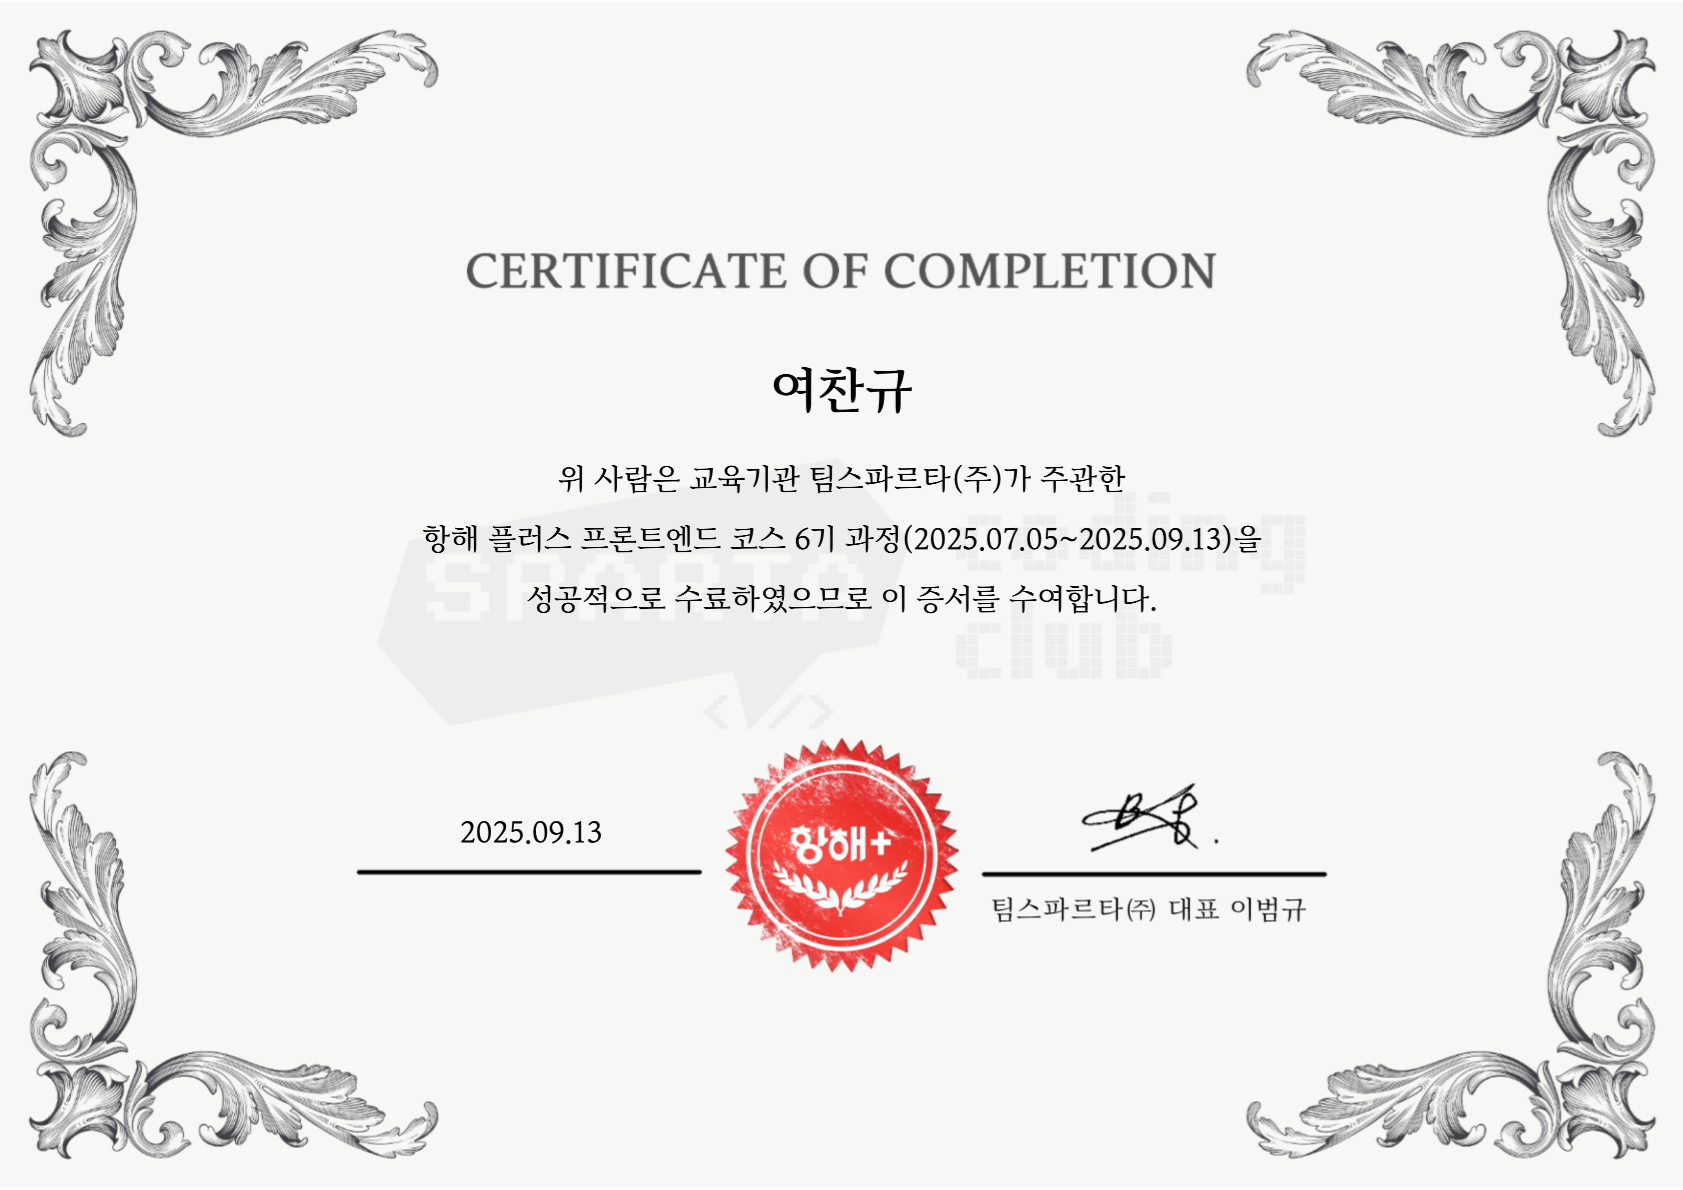 CERTIFICATE OF COMPLETION
여찬규
위 사람은 교육기관 팀스파르타(주)가 주관한
항해 플러스 프론트엔드 코스 6기 과정(2025.07.05~2025.09.13)을
성공적으로 수료하였으므로 이 증서를 수여합니다.
SPARTA
coding
club
</>
2025.09.13
항해+
팀스파르타㈜ 대표 이범규